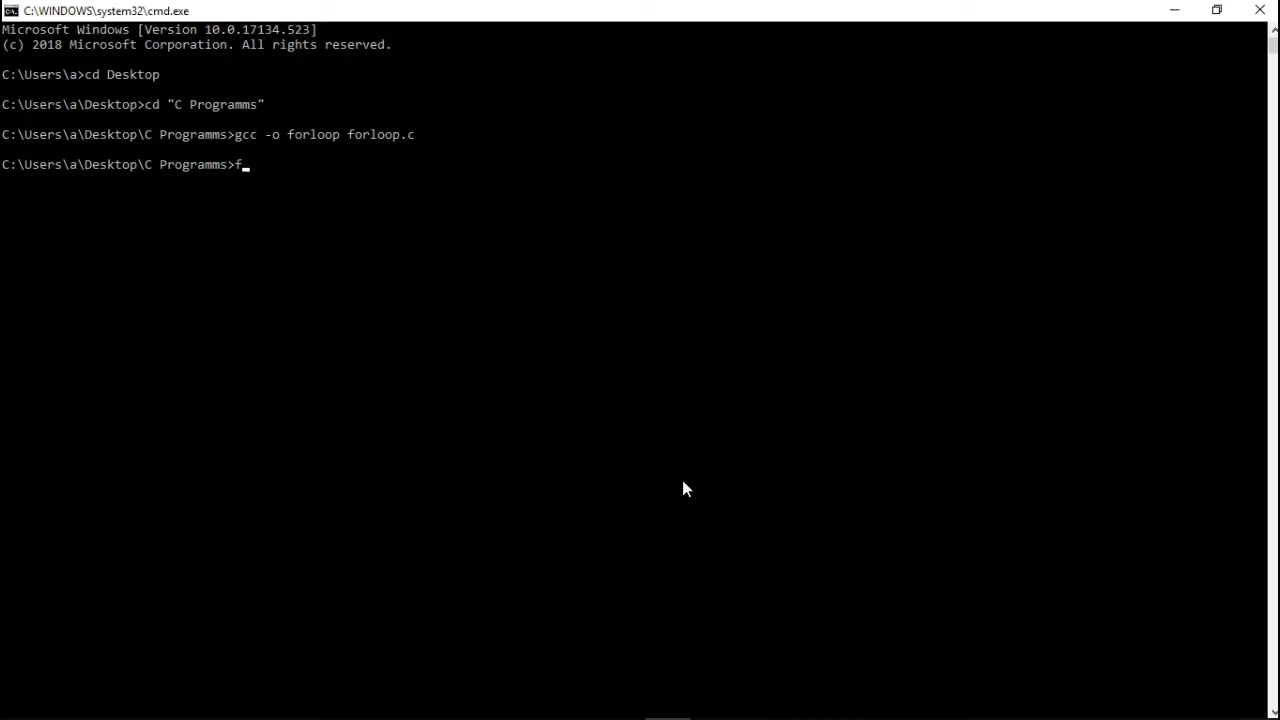 C:\WINDOWS\system32\cmd.exe
Microsoft Windows [Version 10.0.17134.523]
(c) 2018 Microsoft Corporation. All rights reserved.
C:\Users\a>cd Desktop
C:\Users\a\Desktop>cd "C Programms"
C:\Users\a\Desktop\C Programms>gcc -o forloop forloop.c
C:\Users\a\Desktop\C Programms>f_